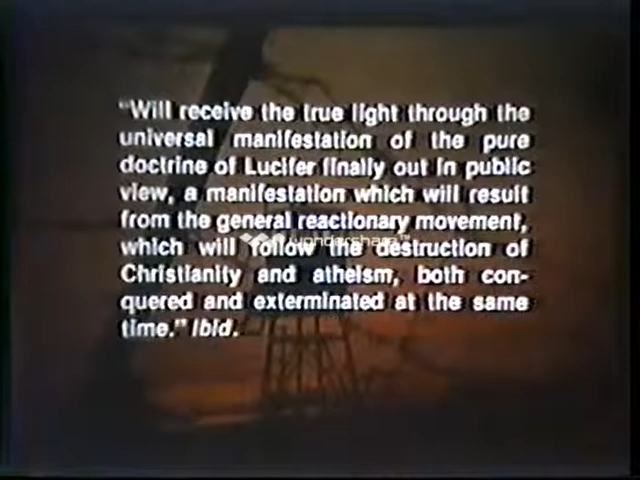 "Will receive the true light through the
universal manifestation of the pure
doctrine of Lucifer finally out in public
view, a manifestation which will result
from the general reactionary movement,
which will follow the destruction of
Christianity and atheism, both con-
quered and exterminated at the same
time." Ibid.
wondershare™